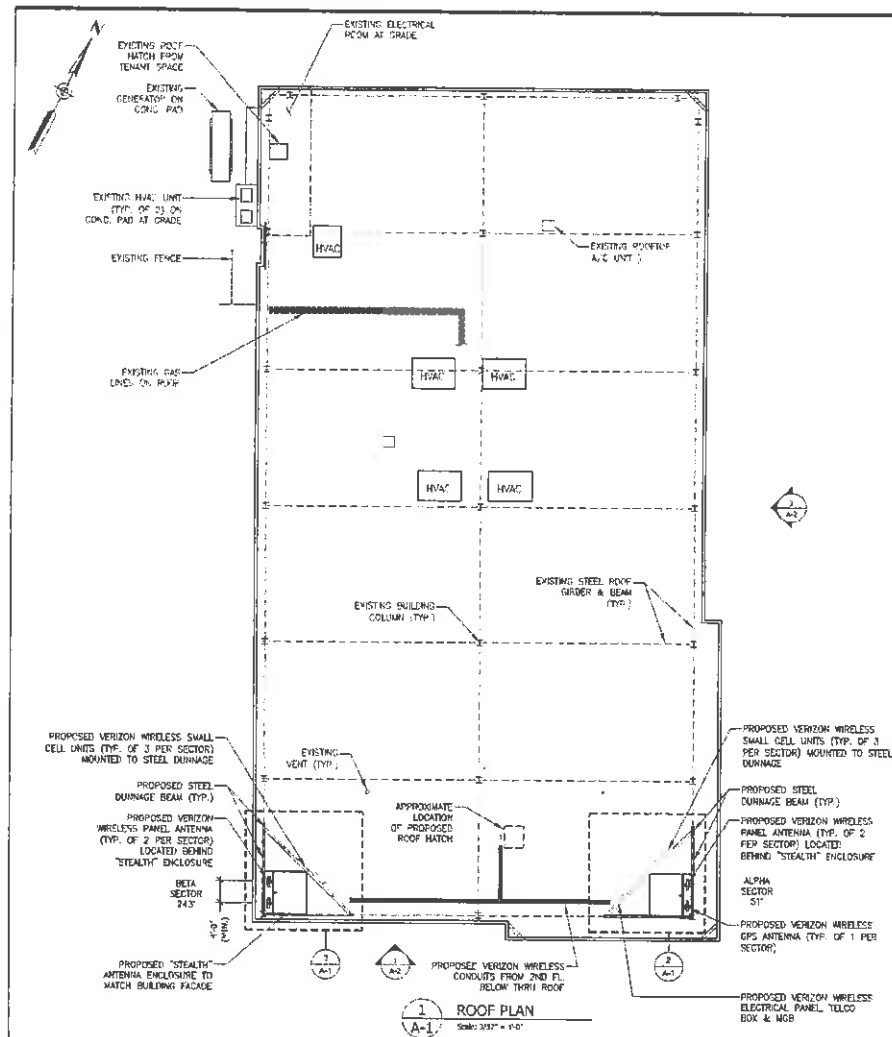 EXISTING ELECTRICAL
ROOM AT GRADE
EXISTING ROOF
HATCH FROM
TENANT SPACE
EXISTING
GENERATOR ON
CONC. PAD
EXISTING HVAC UNIT
(TYP. OF 2) ON
CONC. PAD AT GRADE
EXISTING FENCE
HVAC
EXISTING ROOFTOP
A/C UNIT
EXISTING GAS
LINES ON ROOF
HVAC
HVAC
HVAC
HVAC
3
A-2
EXISTING STEEL ROOF
GIRDER & BEAM
(TYP.)
EXISTING BUILDING
COLUMN (TYP.)
PROPOSED VERIZON WIRELESS SMALL
CELL UNITS (TYP. OF 3 PER SECTOR)
MOUNTED TO STEEL DUNNAGE
EXISTING
VENT (TYP.)
PROPOSED VERIZON WIRELESS
SMALL CELL UNITS (TYP. OF 3
PER SECTOR) MOUNTED TO STEEL
DUNNAGE
PROPOSED STEEL
DUNNAGE BEAM (TYP.)
APPROXIMATE
LOCATION
OF PROPOSED
ROOF HATCH
PROPOSED STEEL
DUNNAGE BEAM (TYP.)
PROPOSED VERIZON
WIRELESS PANEL ANTENNA
(TYP. OF 2 PER SECTOR)
LOCATED BEHIND
"STEALTH" ENCLOSURE
PROPOSED VERIZON WIRELESS
PANEL ANTENNA (TYP. OF 2
PER SECTOR) LOCATED
BEHIND "STEALTH" ENCLOSURE
BETA
SECTOR
243°
4'-0"
(MIN.)
ALPHA
SECTOR
51°
PROPOSED VERIZON WIRELESS
GPS ANTENNA (TYP. OF 1 PER
SECTOR)
PROPOSED "STEALTH"
ANTENNA ENCLOSURE TO
MATCH BUILDING FACADE
3
A-1
1
A-2
PROPOSED VERIZON WIRELESS
CONDUITS FROM 2ND FL.
BELOW THRU ROOF
2
A-1
PROPOSED VERIZON WIRELESS
ELECTRICAL PANEL, TELCO
BOX & MGB
1
A-1
ROOF PLAN
Scale: 3/32" = 1'-0"